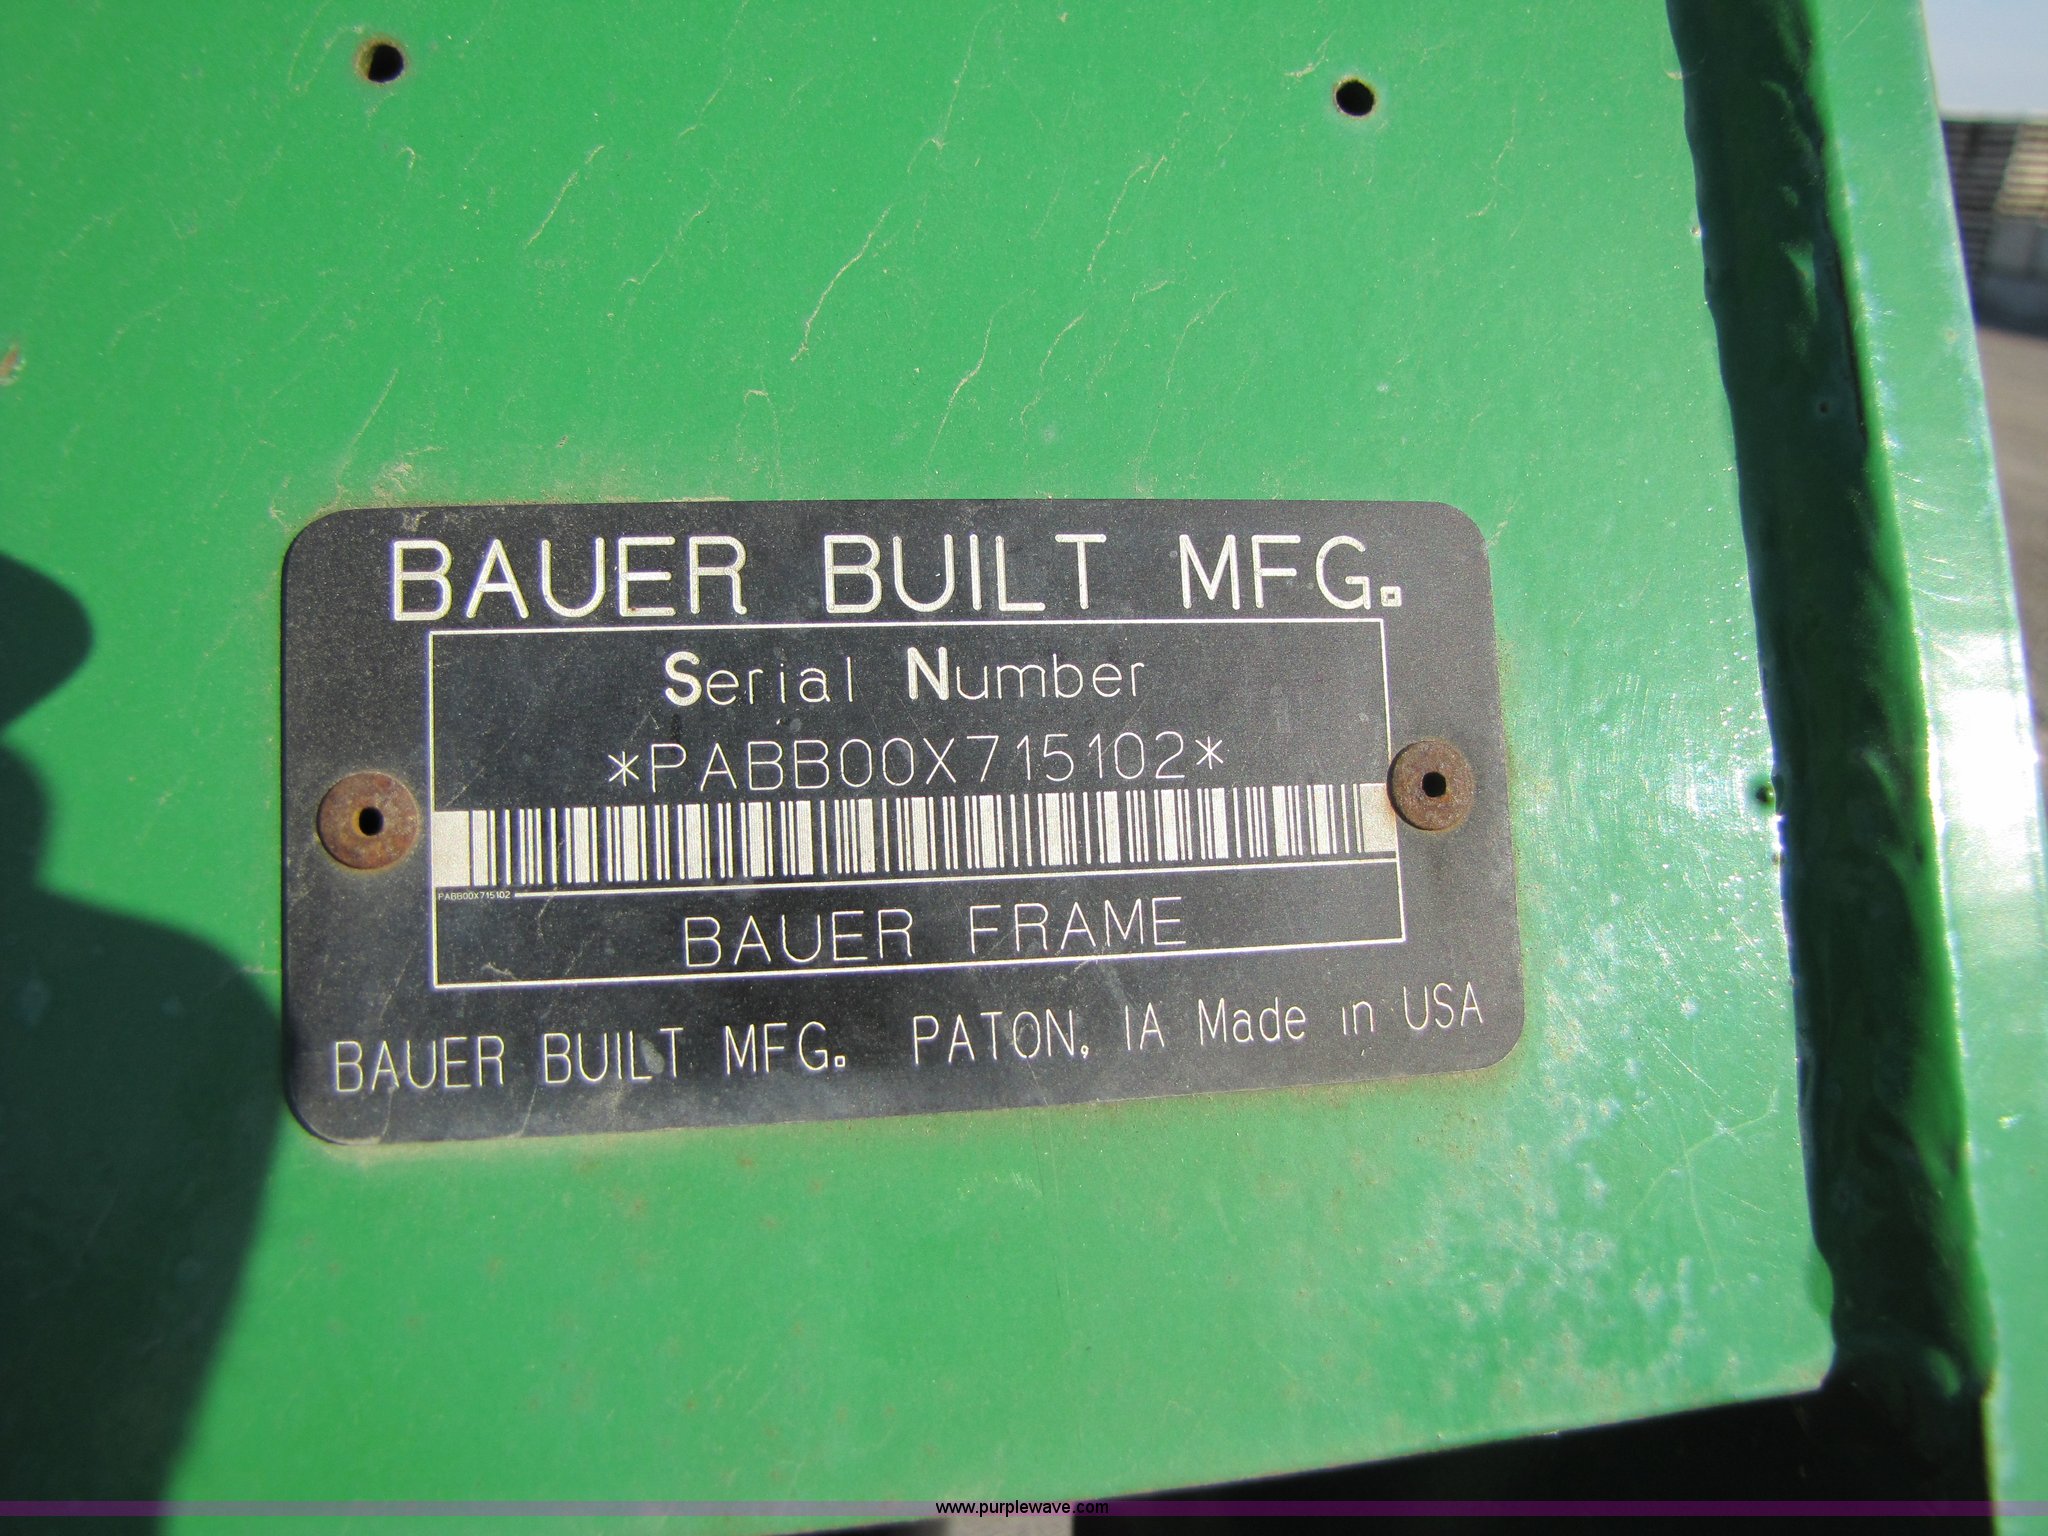 BAUER BUILT MFG.
Serial Number
*PABB00X715102*
PABB00X715102
BAUER FRAME
BAUER BUILT MFG. PATON, IA Made in USA
www.purplewave.com